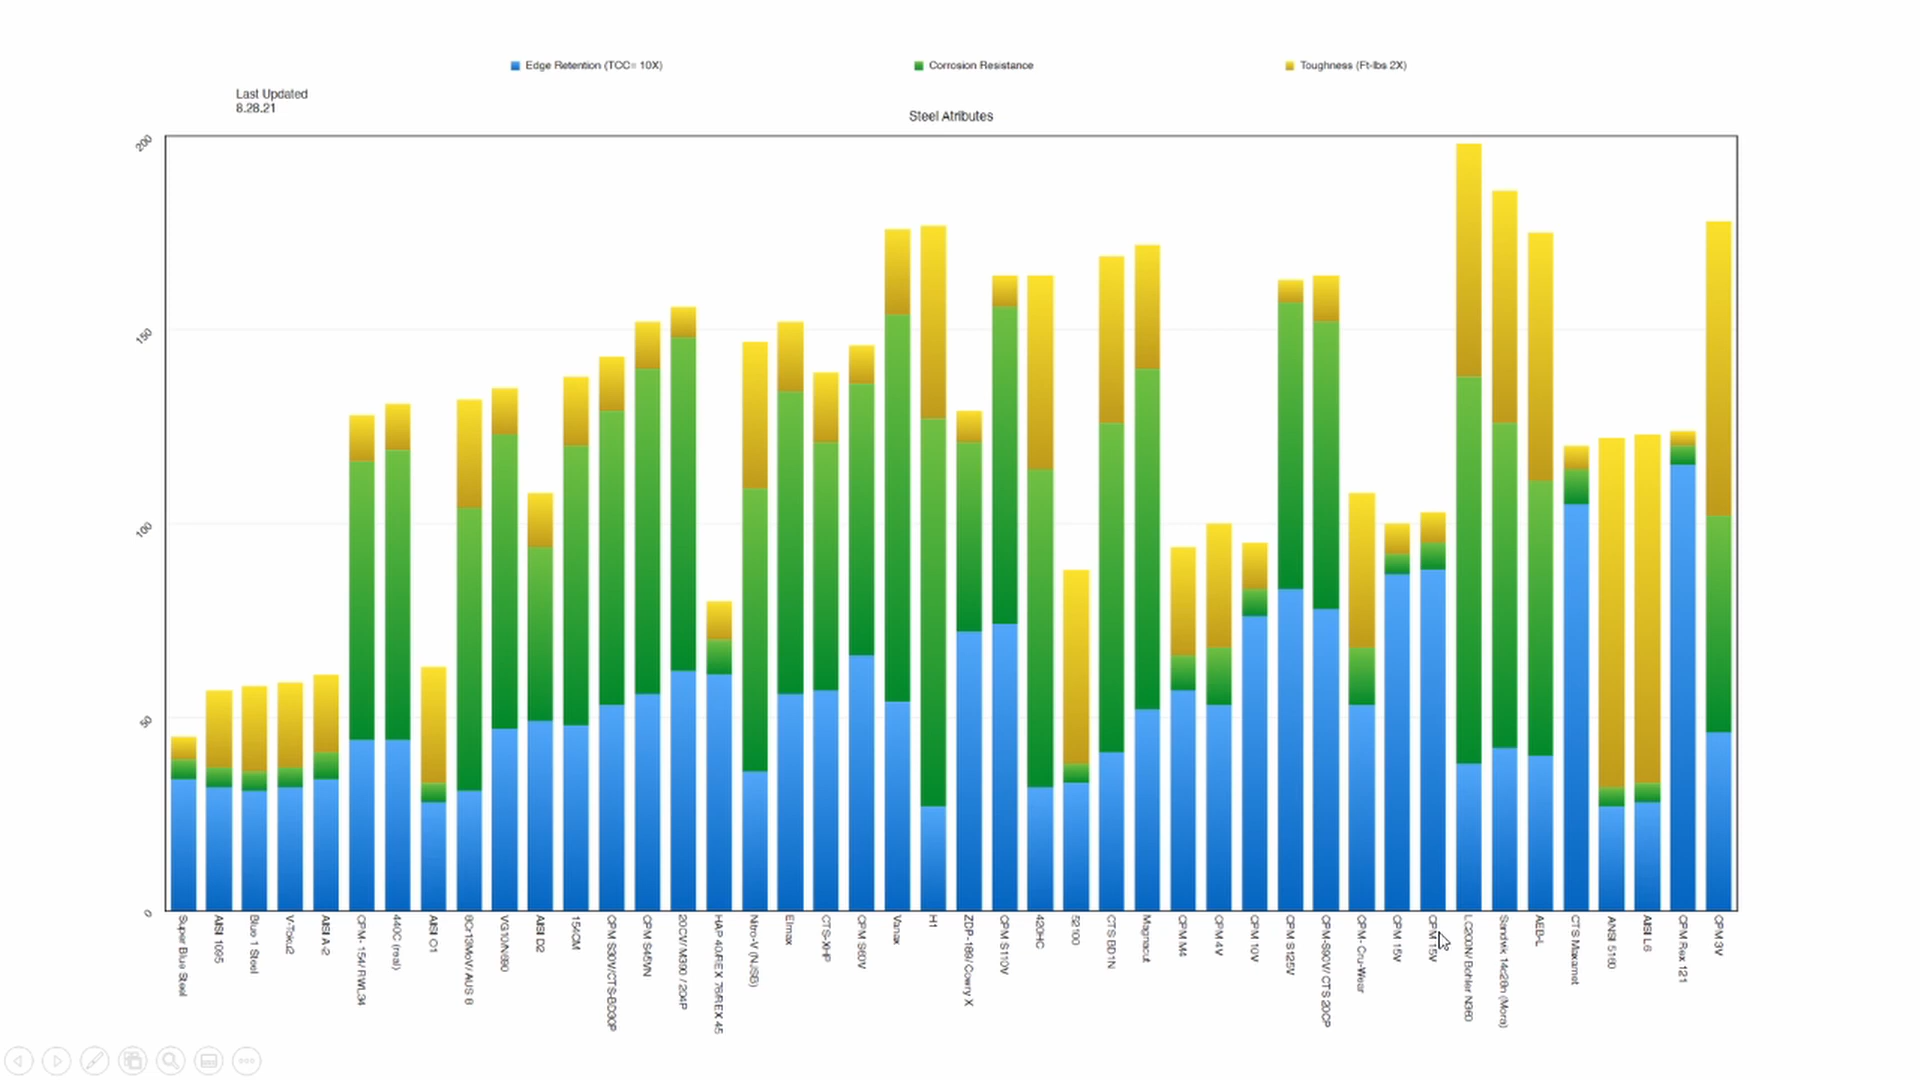 Edge Retention (TCC= 10X)
Corrosion Resistance
Toughness (Ft-lbs 2X)
Last Updated
8.28.21
Steel Atributes
200
150
100
50
0
Super Blue Steel
AISI 1095
Blue 1 Steel
V-Toku2
AISI A-2
CPM- 154/ RWL34
440C (real)
AISI O1
8Cr13MoV/ AUS 8
VG10/N690
AISI D2
154CM
CPM S30V/CTS-BD30P
CPM S45VN
20CV/ M390 / 204P
HAP 40/REX 76/REX 45
Nitro-V (NJSB)
Elmax
CTS-XHP
CPM S60V
Vanax
H1
ZDP-189/ Cowry X
CPM S110V
420HC
52100
CTS BD1N
Magnacut
CPM M4
CPM 4V
CPM 10V
CPM S125V
CPM-S90V/ CTS 20CP
CPM- Cru-Wear
CPM 15V
CPM 15V
LC200N/ Bohler N360
Sandvik 14c28n (Mora)
AEB-L
CTS Maxamet
ANSI 5160
AISI L6
CPM Rex 121
CPM 3V